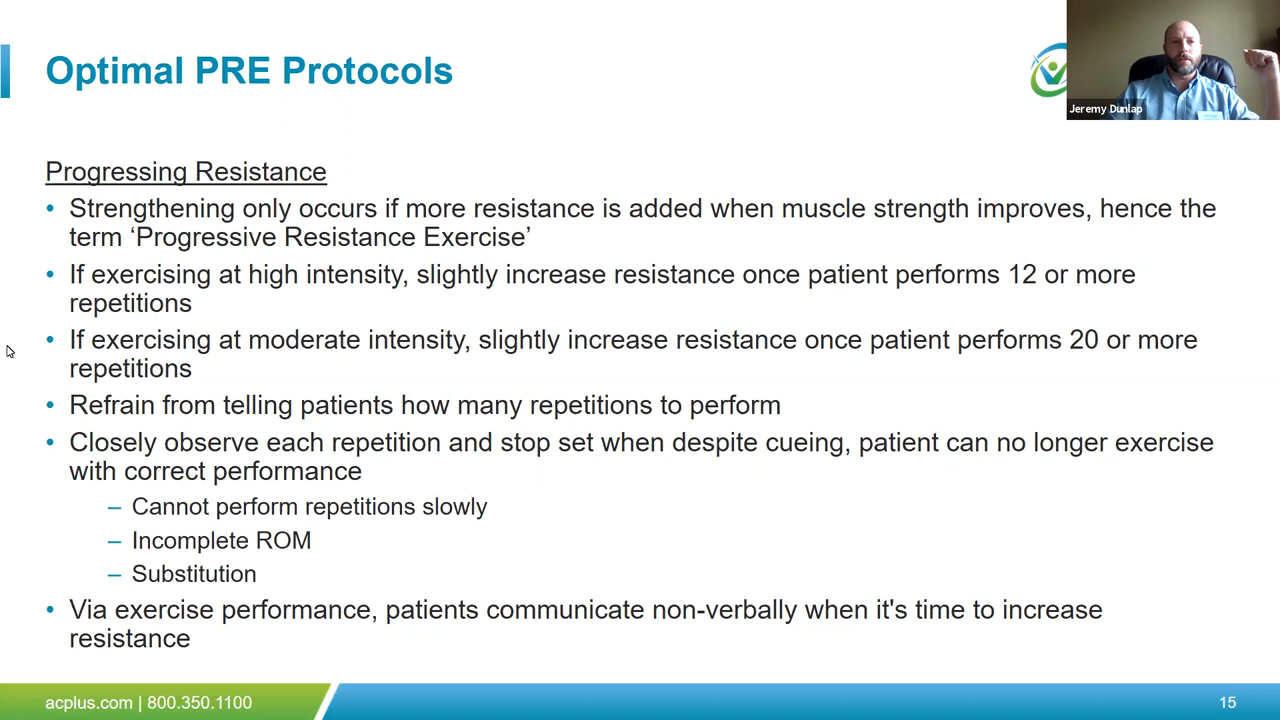 Optimal PRE Protocols
Jeremy Dunlap
Progressing Resistance
• Strengthening only occurs if more resistance is added when muscle strength improves, hence the
term ‘Progressive Resistance Exercise’
• If exercising at high intensity, slightly increase resistance once patient performs 12 or more
repetitions
• If exercising at moderate intensity, slightly increase resistance once patient performs 20 or more
repetitions
• Refrain from telling patients how many repetitions to perform
• Closely observe each repetition and stop set when despite cueing, patient can no longer exercise
with correct performance
– Cannot perform repetitions slowly
– Incomplete ROM
– Substitution
• Via exercise performance, patients communicate non-verbally when it's time to increase
resistance
acplus.com | 800.350.1100
15